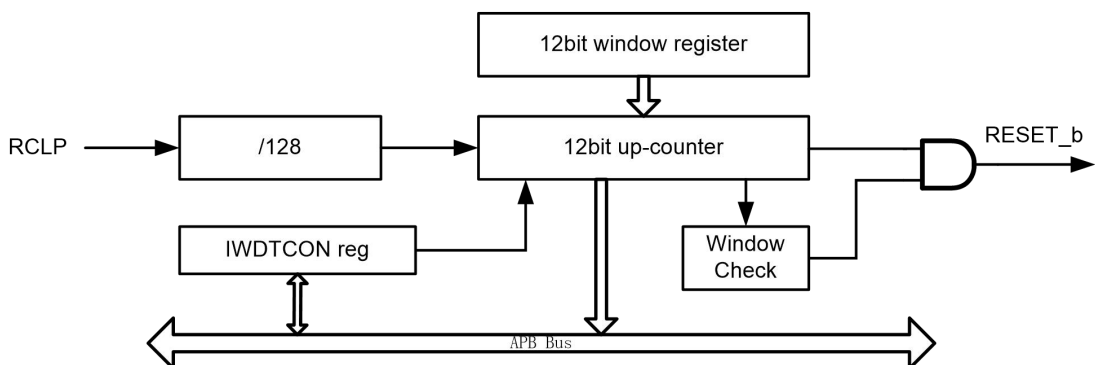 12bit window register
RCLP
/128
12bit up-counter
RESET_b
IWDTCON reg
Window
Check
APB Bus